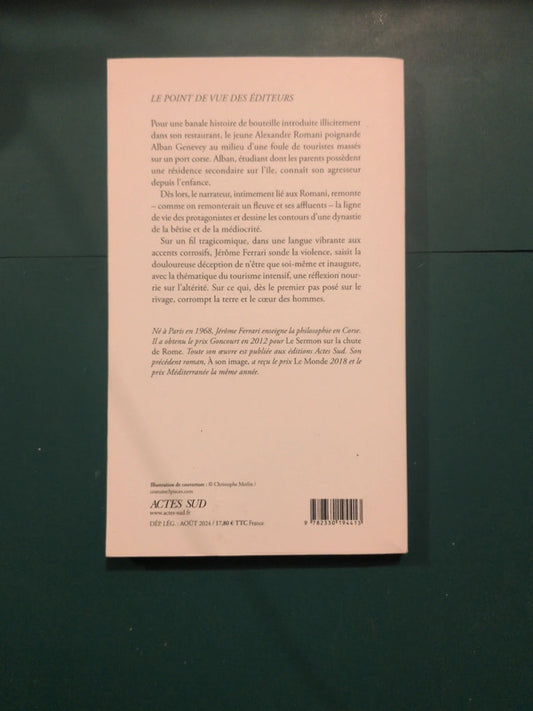 LE POINT DE VUE DES ÉDITEURS
Pour une banale histoire de bouteille introduite illicitement
dans son restaurant, le jeune Alexandre Romani poignarde
Alban Genevey au milieu d'une foule de touristes massés
sur un port corse. Alban, étudiant dont les parents possèdent
une résidence secondaire sur l'île, connaît son agresseur
depuis l'enfance.
Dès lors, le narrateur, intimement lié aux Romani, remonte
– comme on remonterait un fleuve et ses affluents – la ligne
de vie des protagonistes et dessine les contours d'une dynastie
de la bêtise et de la médiocrité.
Sur un fil tragicomique, dans une langue vibrante aux
accents corrosifs, Jérôme Ferrari sonde la violence, saisit la
douloureuse déception de n'être que soi-même et inaugure,
avec la thématique du tourisme intensif, une réflexion nour-
rie sur l'altérité. Sur ce qui, dès le premier pas posé sur le
rivage, corrompt la terre et le cœur des hommes.
Né à Paris en 1968, Jérôme Ferrari enseigne la philosophie en Corse.
Il a obtenu le prix Goncourt en 2012 pour Le Sermon sur la chute
de Rome. Toute son œuvre est publiée aux éditions Actes Sud. Son
précédent roman, À son image, a reçu le prix Le Monde 2018 et le
prix Méditerranée la même année.
Illustration de couverture : © Christophe Merlin /
costume3pieces.com
ACTES SUD
www.actes-sud.fr
DÉP. LÉG. : AOÛT 2024 / 17,80 € TTC France
9 782330 194413